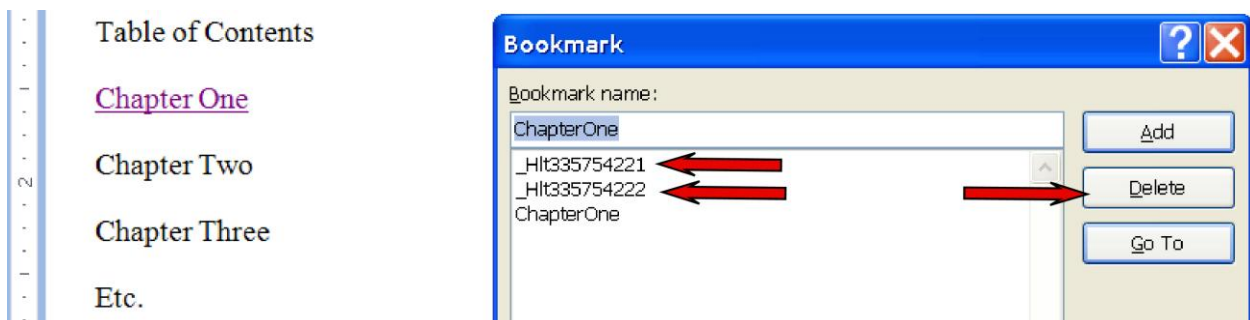 Table of Contents
Chapter One
Chapter Two
Chapter Three
Etc.
2
Bookmark
?
Bookmark name:
ChapterOne
Add
_Hlt335754221
_Hlt335754222
ChapterOne
Delete
Go To